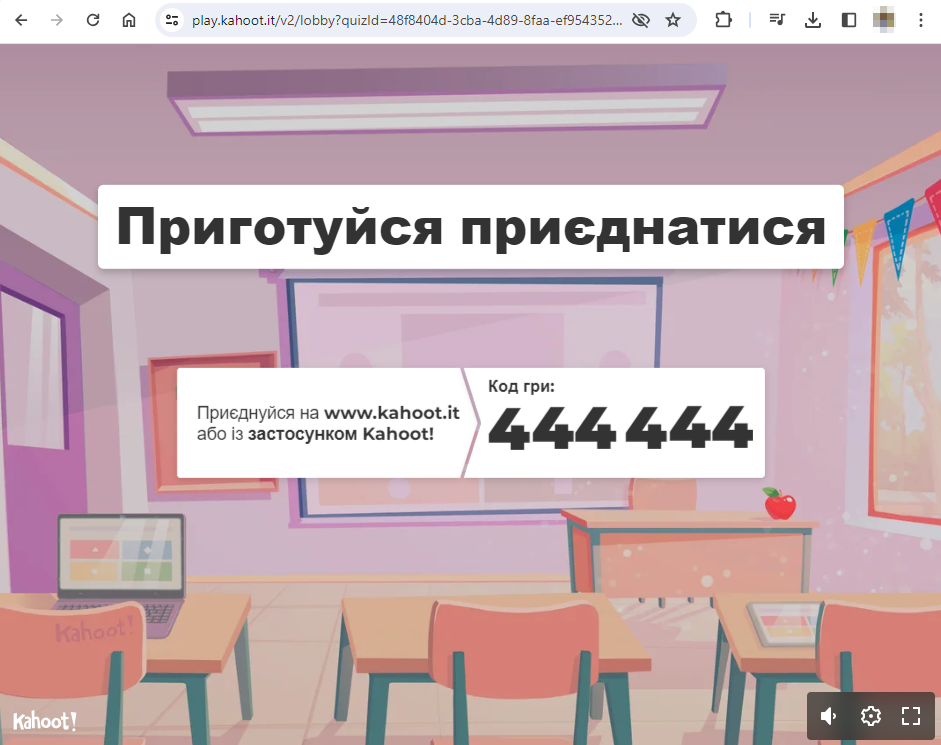 play.kahoot.it/v2/lobby?quizId=48f8404d-3cba-4d89-8faa-ef954352...
Приготуйся приєднатися
Приєднуйся на www.kahoot.it
або із застосунком Kahoot!
Код гри:
444 444
Kahoot!
Kahoot!